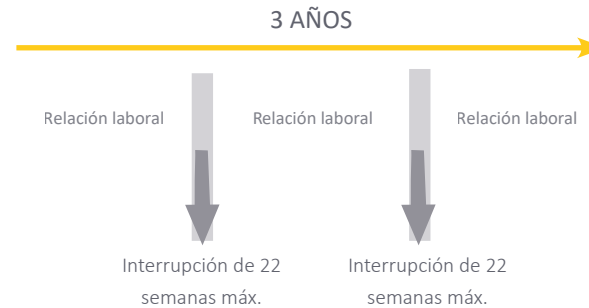 3 AÑOS
Relación laboral Relación laboral Relación laboral
Interrupción de 22 Interrupción de 22
semanas máx. semanas máx.